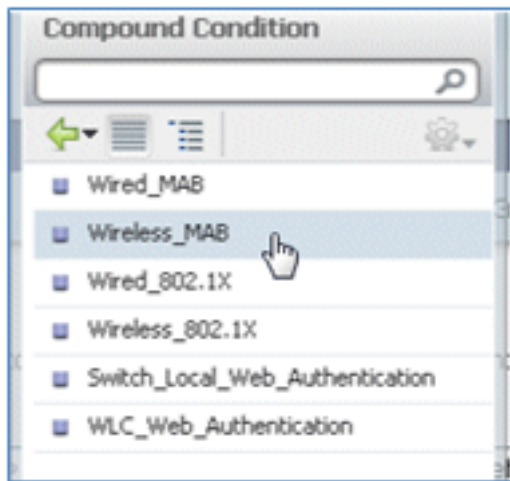 Compound Condition
Wired_MAB
Wireless_MAB
Wired_802.1X
Wireless_802.1X
Switch_Local_Web_Authentication
WLC_Web_Authentication